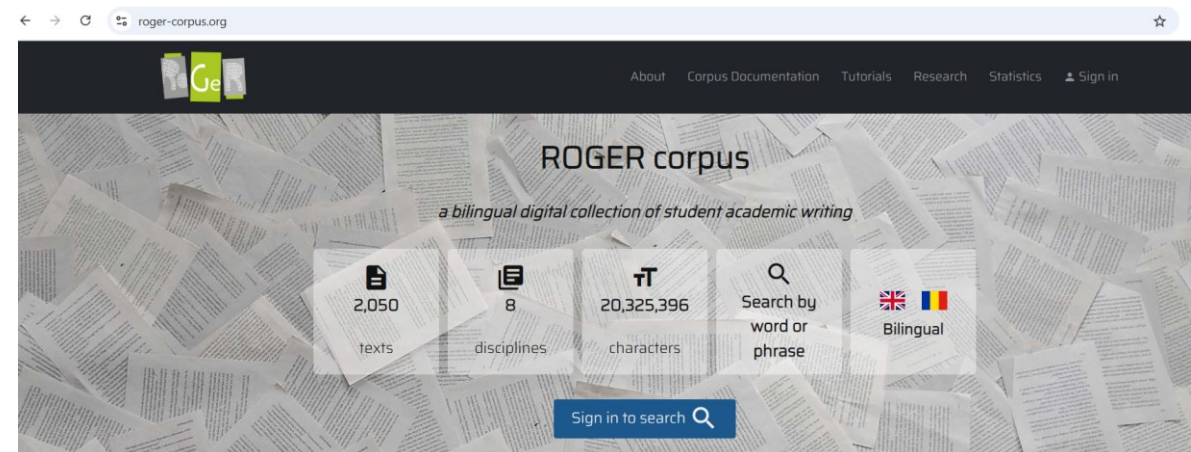 roger-corpus.org
RoGeR
About Corpus Documentation Tutorials Research Statistics Sign in
ROGER corpus
a bilingual digital collection of student academic writing
2,050
texts
8
disciplines
20,325,396
characters
Search by
word or
phrase
Bilingual
Sign in to search